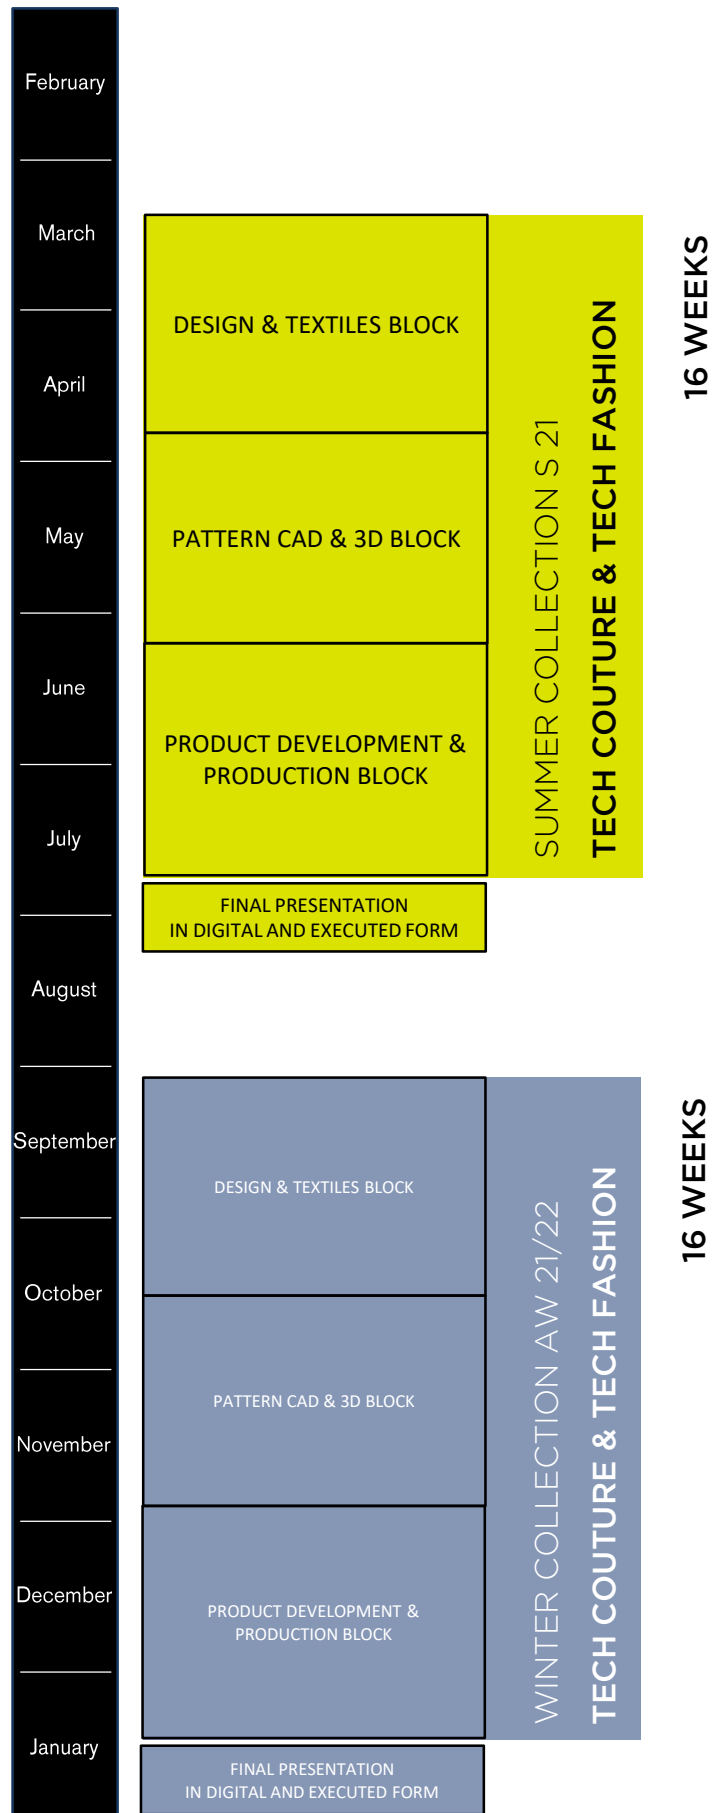 February
March
April
May
June
July
August
September
October
November
December
January
DESIGN & TEXTILES BLOCK
PATTERN CAD & 3D BLOCK
PRODUCT DEVELOPMENT &
PRODUCTION BLOCK
FINAL PRESENTATION
IN DIGITAL AND EXECUTED FORM
SUMMER COLLECTION S 21
TECH COUTURE & TECH FASHION
16 WEEKS
DESIGN & TEXTILES BLOCK
PATTERN CAD & 3D BLOCK
PRODUCT DEVELOPMENT &
PRODUCTION BLOCK
FINAL PRESENTATION
IN DIGITAL AND EXECUTED FORM
WINTER COLLECTION AW 21/22
TECH COUTURE & TECH FASHION
16 WEEKS